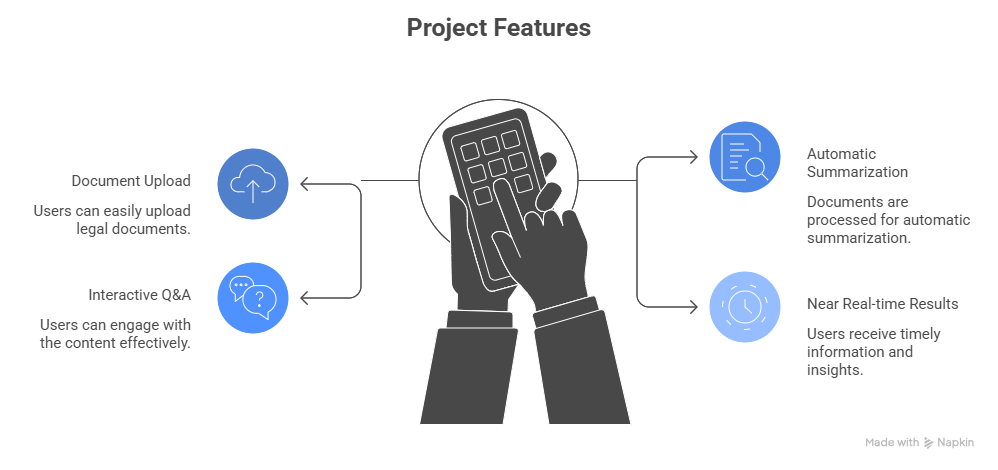 Project Features
Document Upload
Users can easily upload
legal documents.
Interactive Q&A
Users can engage with
the content effectively.
?
Automatic
Summarization
Documents are
processed for automatic
summarization.
Near Real-time Results
Users receive timely
information and
insights.
Made with Napkin